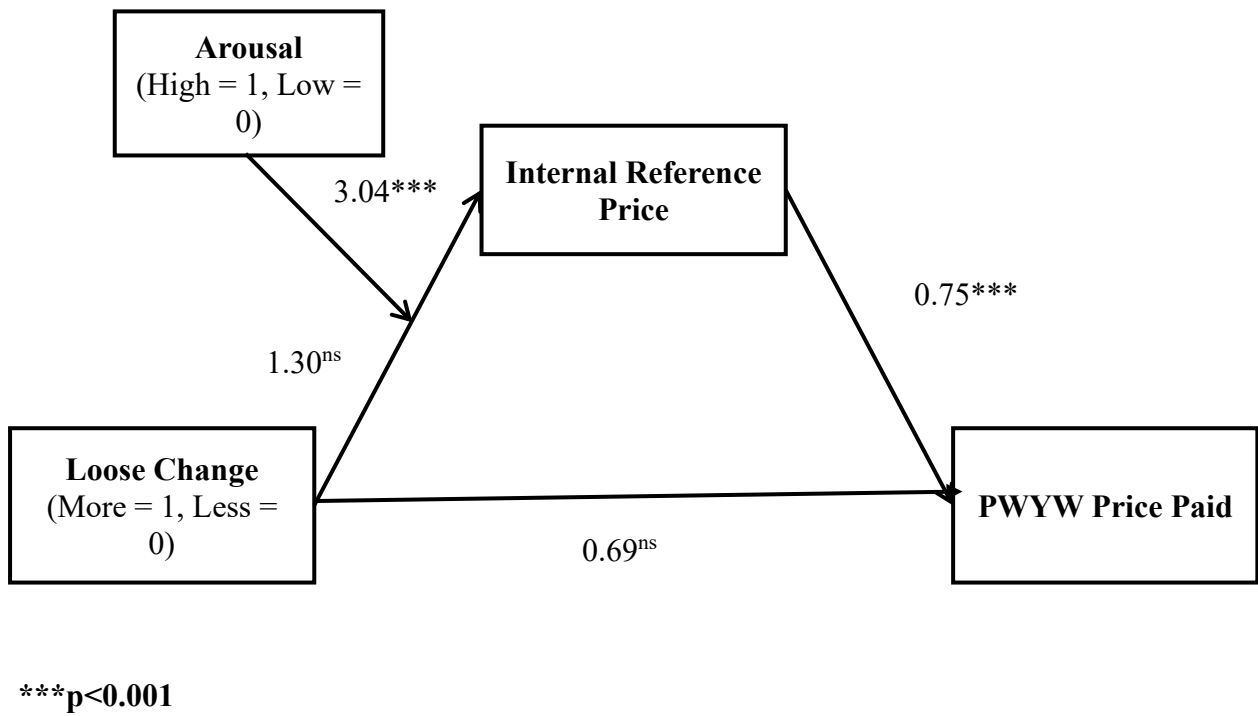 Arousal
(High = 1, Low =
0)
3.04***
Internal Reference
Price
0.75***
1.30ns
Loose Change
(More = 1, Less =
0)
0.69ns
PWYW Price Paid
***p<0.001